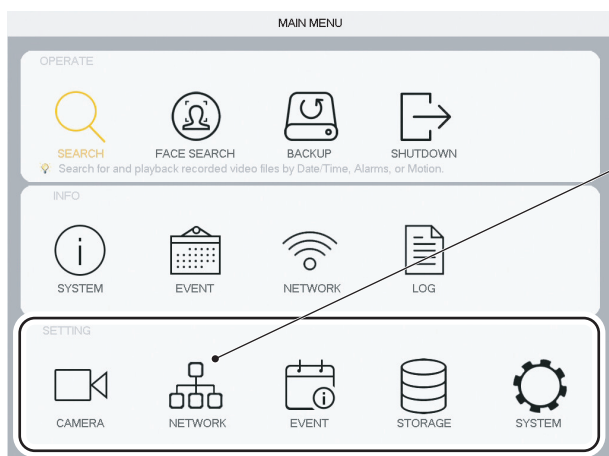 MAIN MENU
OPERATE
SEARCH FACE SEARCH BACKUP SHUTDOWN
Search for and playback recorded video files by Date/Time, Alarms, or Motion.
INFO
SYSTEM EVENT NETWORK LOG
SETTING
CAMERA NETWORK EVENT STORAGE SYSTEM